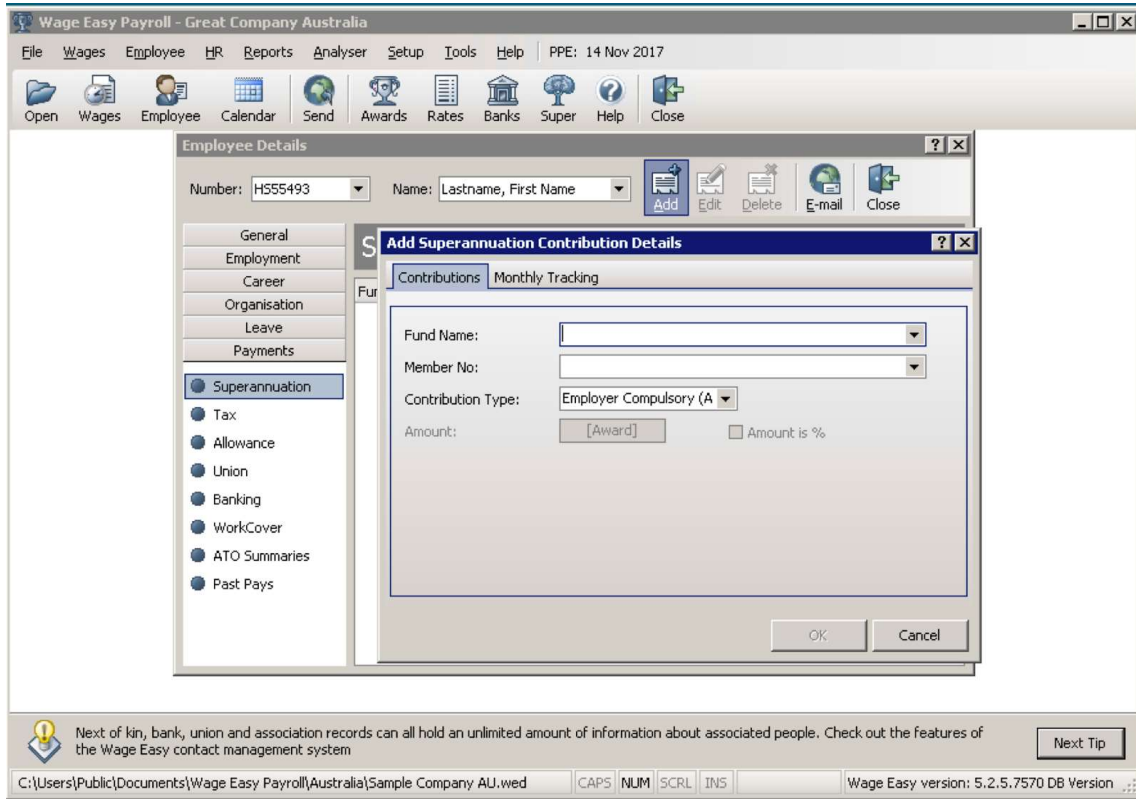 Wage Easy Payroll - Great Company Australia
File Wages Employee HR Reports Analyser Setup Tools Help PPE: 14 Nov 2017
Open Wages Employee Calendar Send Awards Rates Banks Super Help Close
Employee Details
Number: HS55493 Name: Lastname, First Name Add Edit Delete E-mail Close
General
Employment
Career
Organisation
Leave
Payments
Superannuation
Tax
Allowance
Union
Banking
WorkCover
ATO Summaries
Past Pays
S
Fur
Add Superannuation Contribution Details
Contributions Monthly Tracking
Fund Name:
Member No:
Contribution Type: Employer Compulsory (A
Amount: [Award] Amount is %
OK Cancel
Next of kin, bank, union and association records can all hold an unlimited amount of information about associated people. Check out the features of
the Wage Easy contact management system
Next Tip
C:\Users\Public\Documents\Wage Easy Payroll\Australia\Sample Company AU.wed CAPS NUM SCRL INS Wage Easy version: 5.2.5.7570 DB Version